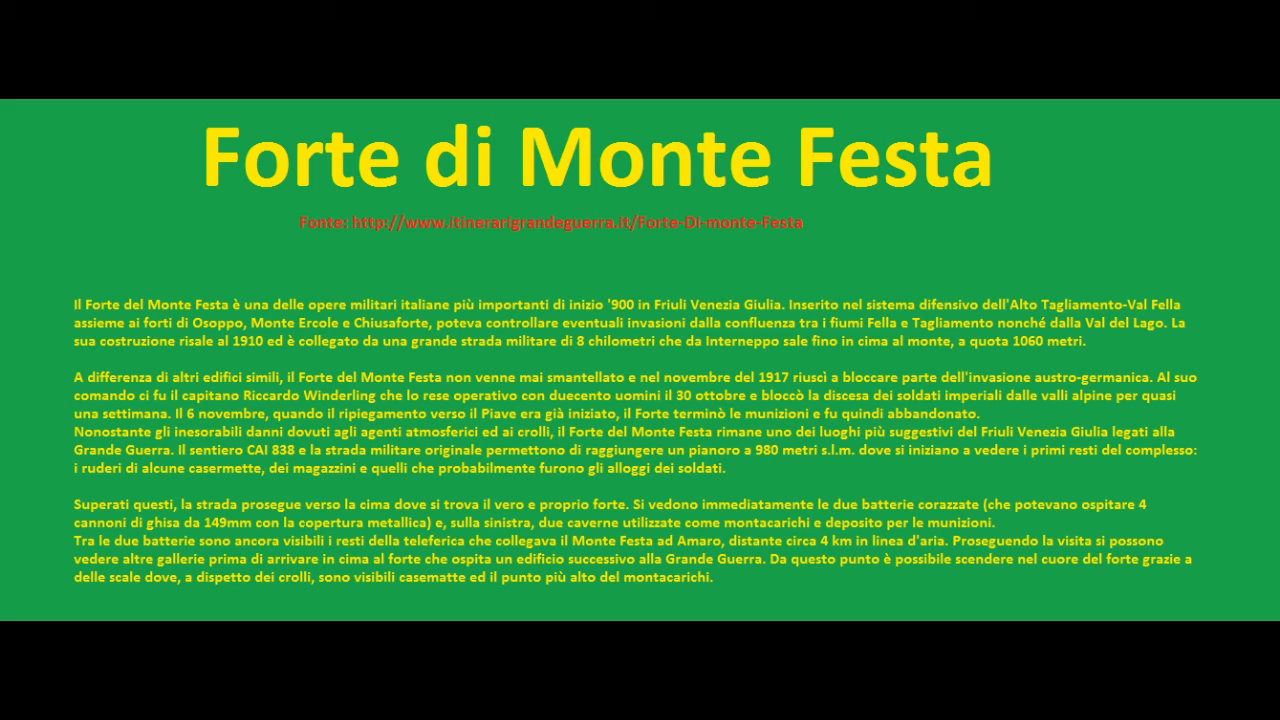 Forte di Monte Festa
Fonte: http://www.itinerarigrandeguerra.it/Forte-Di-monte-Festa
Il Forte del Monte Festa è una delle opere militari italiane più importanti di inizio '900 in Friuli Venezia Giulia. Inserito nel sistema difensivo dell'Alto Tagliamento-Val Fella
assieme ai forti di Osoppo, Monte Ercole e Chiusaforte, poteva controllare eventuali invasioni dalla confluenza tra i fiumi Fella e Tagliamento nonché dalla Val del Lago. La
sua costruzione risale al 1910 ed è collegato da una grande strada militare di 8 chilometri che da Interneppo sale fino in cima al monte, a quota 1060 metri.
A differenza di altri edifici simili, il Forte del Monte Festa non venne mai smantellato e nel novembre del 1917 riuscì a bloccare parte dell'invasione austro-germanica. Al suo
comando ci fu il capitano Riccardo Winderling che lo rese operativo con duecento uomini il 30 ottobre e bloccò la discesa dei soldati imperiali dalle valli alpine per quasi
una settimana. Il 6 novembre, quando il ripiegamento verso il Piave era già iniziato, il Forte terminò le munizioni e fu quindi abbandonato.
Nonostante gli inesorabili danni dovuti agli agenti atmosferici ed ai crolli, il Forte del Monte Festa rimane uno dei luoghi più suggestivi del Friuli Venezia Giulia legati alla
Grande Guerra. Il sentiero CAI 838 e la strada militare originale permettono di raggiungere un pianoro a 980 metri s.l.m. dove si iniziano a vedere i primi resti del complesso:
i ruderi di alcune casermette, dei magazzini e quelli che probabilmente furono gli alloggi dei soldati.
Superati questi, la strada prosegue verso la cima dove si trova il vero e proprio forte. Si vedono immediatamente le due batterie corazzate (che potevano ospitare 4
cannoni di ghisa da 149mm con la copertura metallica) e, sulla sinistra, due caverne utilizzate come montacarichi e deposito per le munizioni.
Tra le due batterie sono ancora visibili i resti della teleferica che collegava il Monte Festa ad Amaro, distante circa 4 km in linea d'aria. Proseguendo la visita si possono
vedere altre gallerie prima di arrivare in cima al forte che ospita un edificio successivo alla Grande Guerra. Da questo punto è possibile scendere nel cuore del forte grazie a
delle scale dove, a dispetto dei crolli, sono visibili casematte ed il punto più alto del montacarichi.